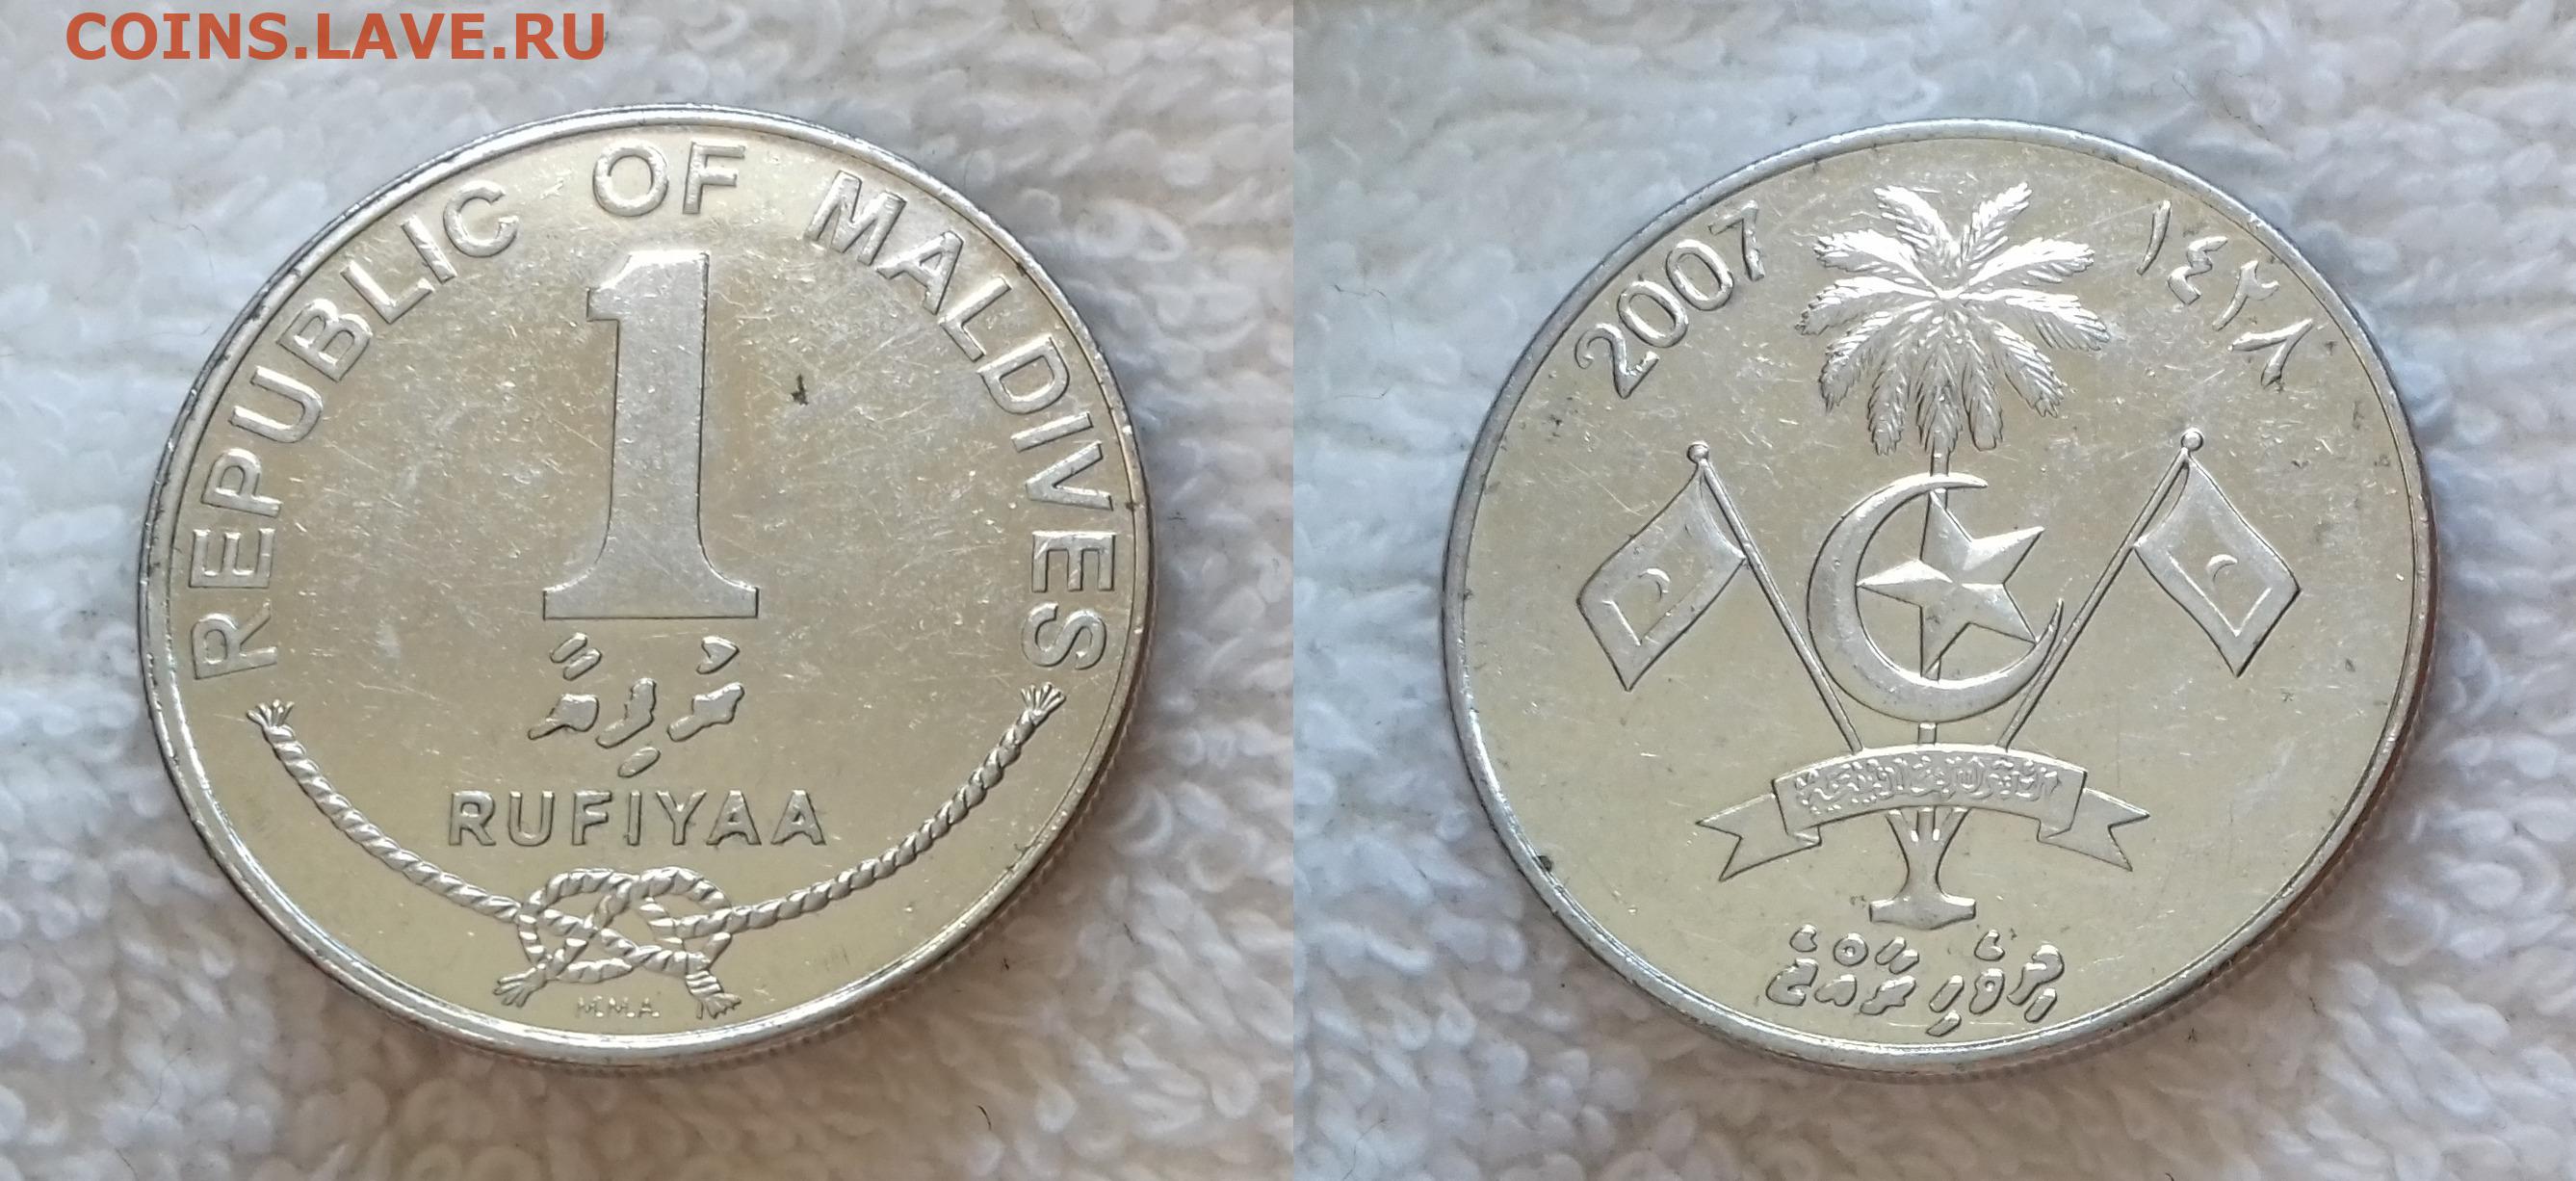 COINS.LAVE.RU
REPUBLIC OF MALDIVES
1
ރުފިޔާ
RUFIYAA
M.M.A
2007
١٤٢٨
ދިވެހިރާއްޖެ